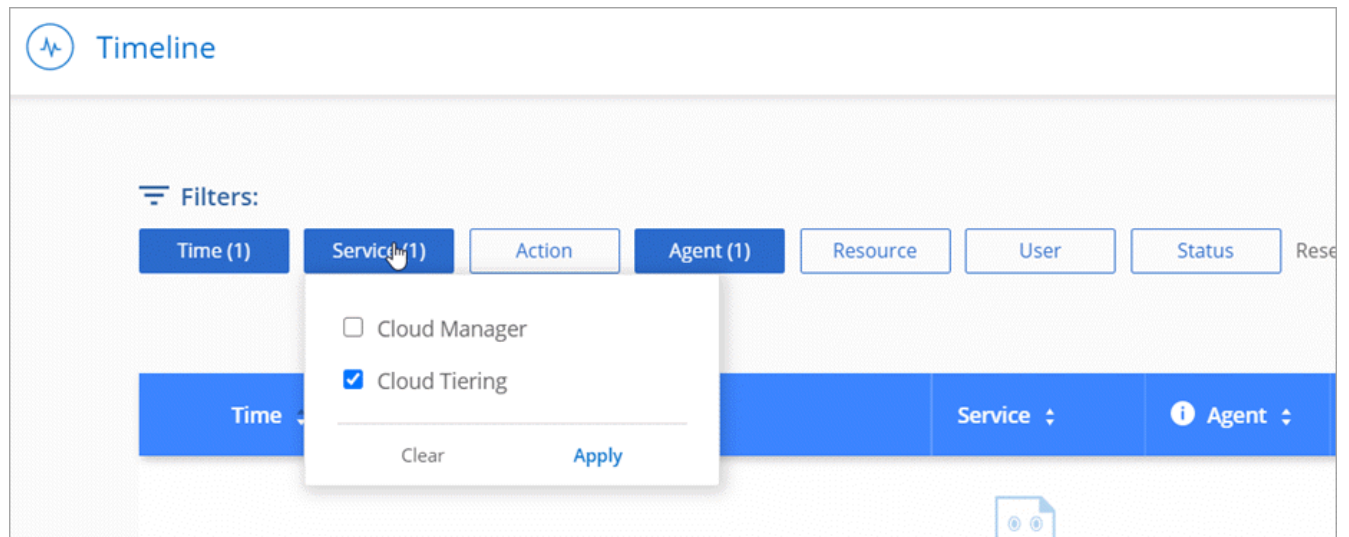 Timeline
Filters:
Time (1) Service (1) Action Agent (1) Resource User Status Rese
Cloud Manager
Cloud Tiering
Time Service Agent
Clear Apply